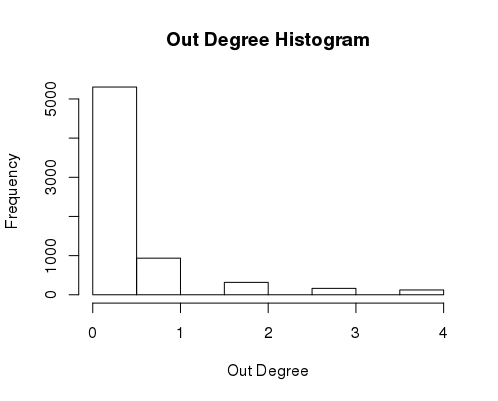 Out Degree Histogram
Frequency
5000
3000
1000
0
0 1 2 3 4
Out Degree